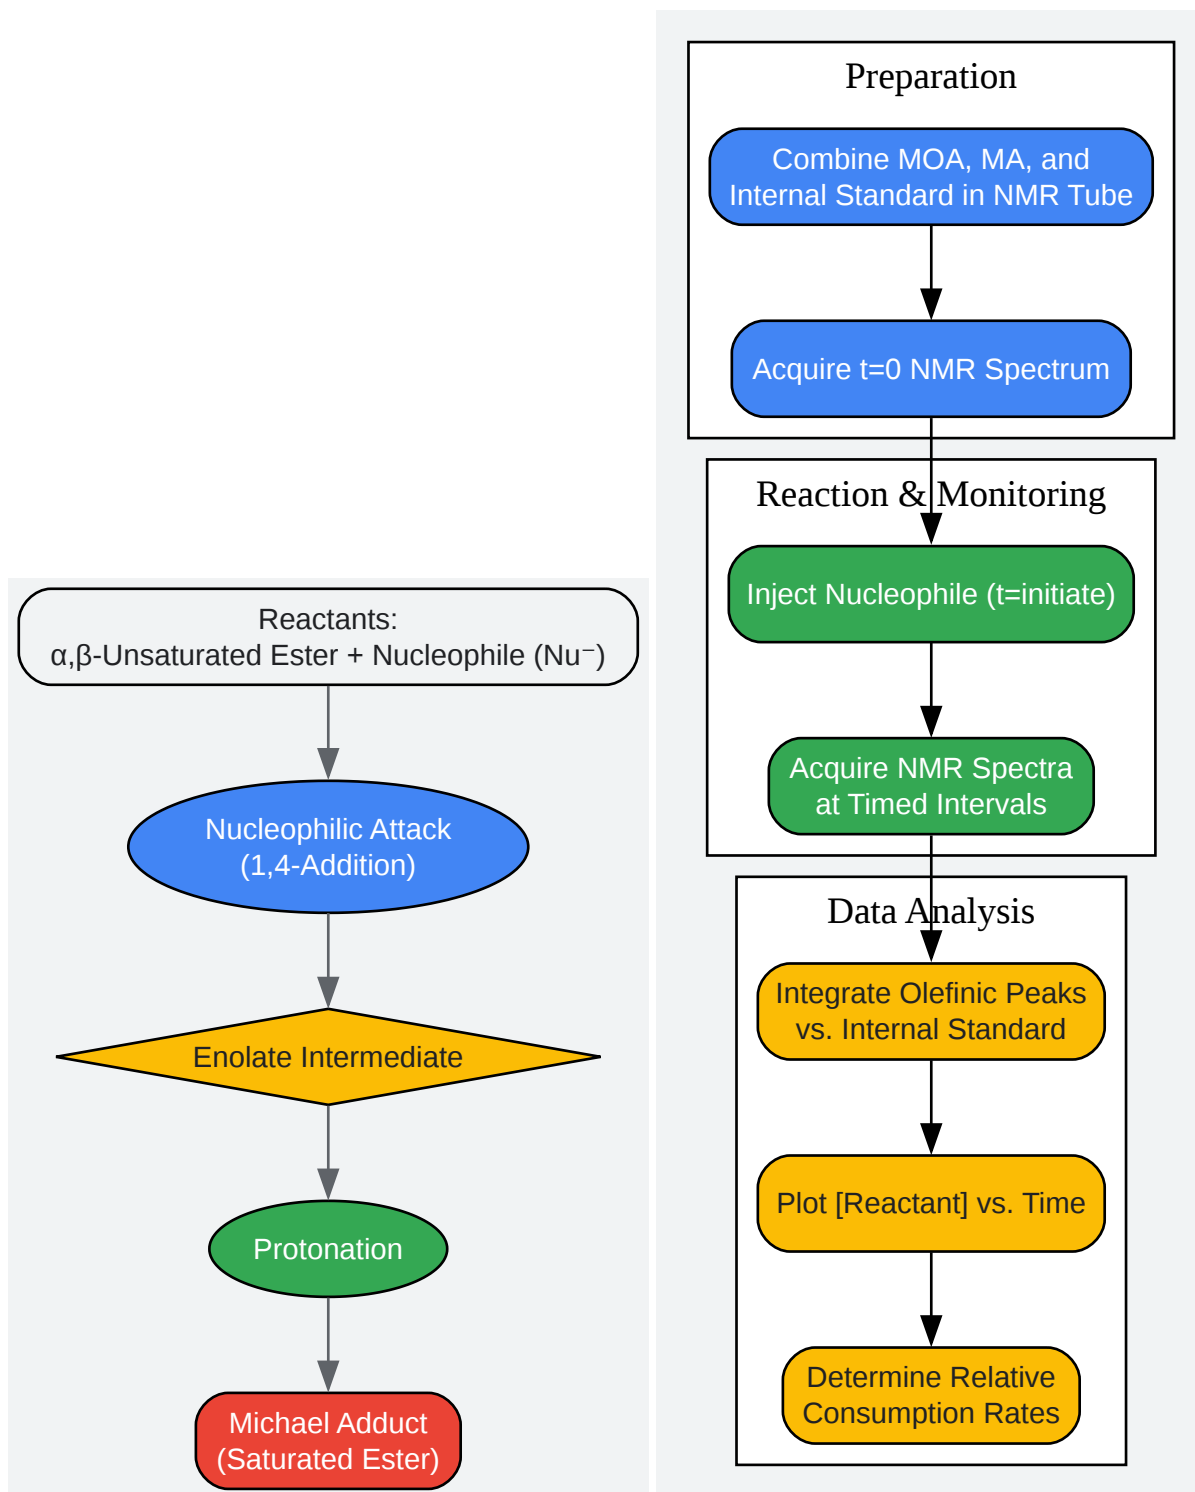 Reactants:
α,β-Unsaturated Ester + Nucleophile (Nu⁻)
Nucleophilic Attack
(1,4-Addition)
Enolate Intermediate
Protonation
Michael Adduct
(Saturated Ester)
Preparation
Combine MOA, MA, and
Internal Standard in NMR Tube
Acquire t=0 NMR Spectrum
Reaction & Monitoring
Inject Nucleophile (t=initiate)
Acquire NMR Spectra
at Timed Intervals
Data Analysis
Integrate Olefinic Peaks
vs. Internal Standard
Plot [Reactant] vs. Time
Determine Relative
Consumption Rates